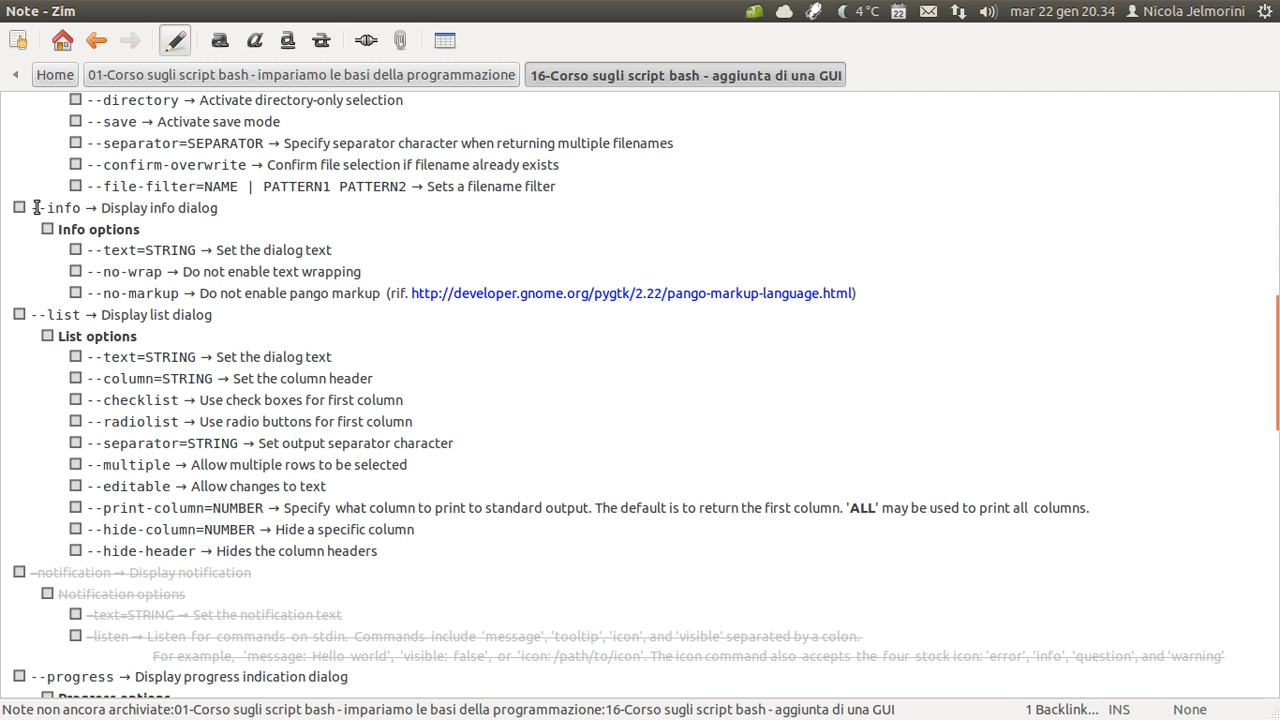 Note - Zim
4 °C
mar 22 gen 20.34
Nicola Jelmorini
Home
01-Corso sugli script bash - impariamo le basi della programmazione
16-Corso sugli script bash - aggiunta di una GUI
--directory → Activate directory-only selection
--save → Activate save mode
--separator=SEPARATOR → Specify separator character when returning multiple filenames
--confirm-overwrite → Confirm file selection if filename already exists
--file-filter=NAME | PATTERN1 PATTERN2 → Sets a filename filter
--info → Display info dialog
Info options
--text=STRING → Set the dialog text
--no-wrap → Do not enable text wrapping
--no-markup → Do not enable pango markup (rif. http://developer.gnome.org/pygtk/2.22/pango-markup-language.html)
--list → Display list dialog
List options
--text=STRING → Set the dialog text
--column=STRING → Set the column header
--checklist → Use check boxes for first column
--radiolist → Use radio buttons for first column
--separator=STRING → Set output separator character
--multiple → Allow multiple rows to be selected
--editable → Allow changes to text
--print-column=NUMBER → Specify what column to print to standard output. The default is to return the first column. 'ALL' may be used to print all columns.
--hide-column=NUMBER → Hide a specific column
--hide-header → Hides the column headers
--notification → Display notification
Notification options
--text=STRING → Set the notification text
--listen → Listen for commands on stdin. Commands include 'message', 'tooltip', 'icon', and 'visible' separated by a colon.
For example, 'message: Hello world', 'visible: false', or 'icon: /path/to/icon'. The icon command also accepts the four stock icon: 'error', 'info', 'question', and 'warning'
--progress → Display progress indication dialog
Progress options
Note non ancora archiviate:01-Corso sugli script bash - impariamo le basi della programmazione:16-Corso sugli script bash - aggiunta di una GUI
1 Backlink...
INS
None